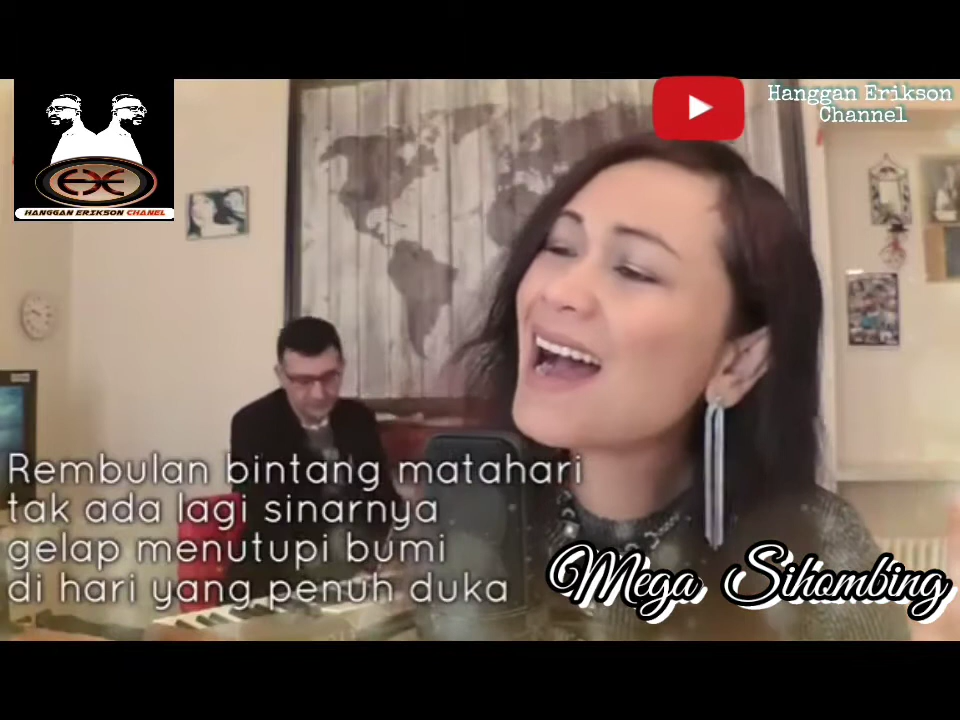 HANGGAN ERIKSON CHANEL
Hanggan Erikson
Channel
Rembulan bintang matahari
tak ada lagi sinarnya
gelap menutupi bumi
di hari yang penuh duka
Mega Sihombing